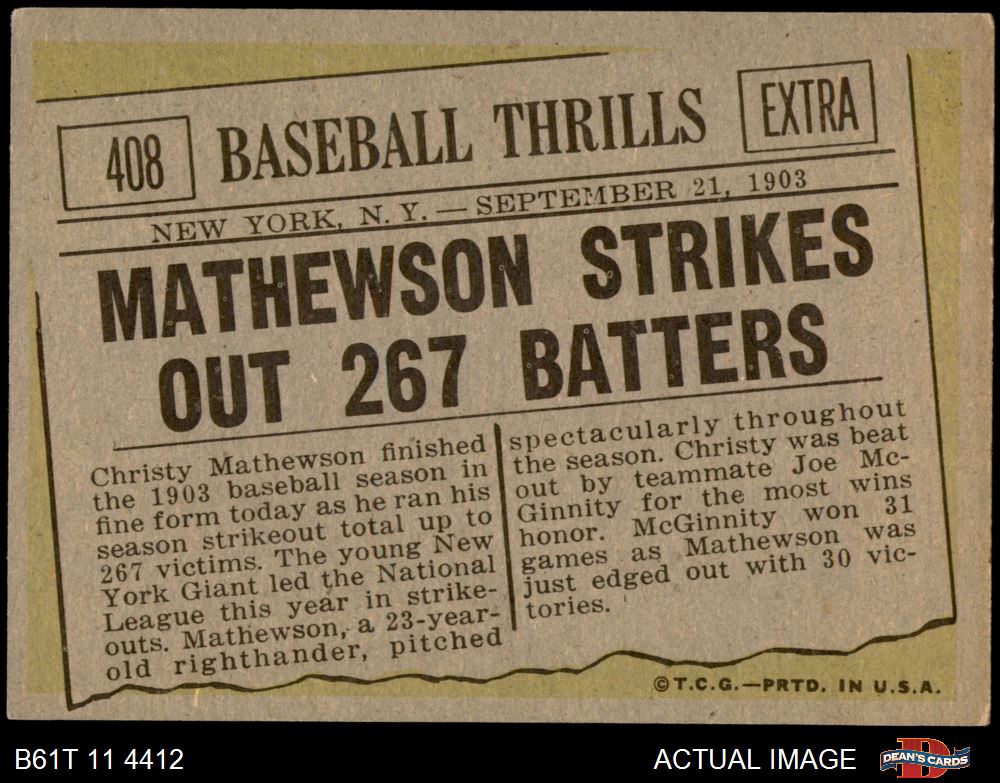 408
BASEBALL THRILLS
EXTRA
NEW YORK, N. Y. — SEPTEMBER 21, 1903
MATHEWSON STRIKES
OUT 267 BATTERS
Christy Mathewson finished
the 1903 baseball season in
fine form today as he ran his
season strikeout total up to
267 victims. The young New
York Giant led the National
League this year in strike-
outs. Mathewson, a 23-year-
old righthander, pitched
spectacularly throughout
the season. Christy was beat
out by teammate Joe Mc-
Ginnity for the most wins
honor. McGinnity won 31
games as Mathewson was
just edged out with 30 vic-
tories.
©T.C.G.—PRTD. IN U.S.A.
B61T 11 4412
ACTUAL IMAGE
DEAN'S CARDS